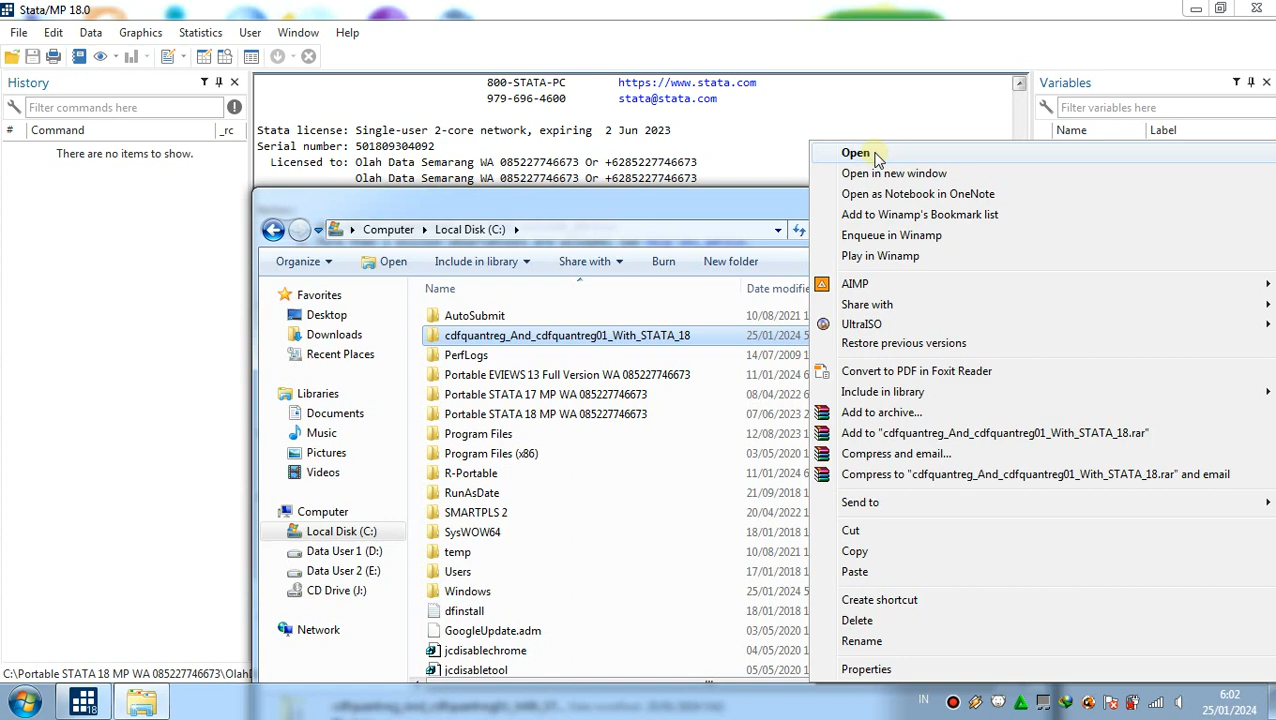 Stata/MP 18.0
File Edit Data Graphics Statistics User Window Help
History
Filter commands here
# Command _rc
There are no items to show.
800-STATA-PC https://www.stata.com
979-696-4600 stata@stata.com
Stata license: Single-user 2-core network, expiring 2 Jun 2023
Serial number: 501809304092
Licensed to: Olah Data Semarang WA 085227746673 Or +6285227746673
Olah Data Semarang WA 085227746673 Or +6285227746673
Variables
Filter variables here
Name Label
Computer Local Disk (C:)
Organize Open Include in library Share with Burn New folder
Favorites
Desktop
Downloads
Recent Places
Libraries
Documents
Music
Pictures
Videos
Computer
Local Disk (C:)
Data User 1 (D:)
Data User 2 (E:)
CD Drive (J:)
Network
Name Date modifie
AutoSubmit 10/08/2021 1
cdfquantreg_And_cdfquantreg01_With_STATA_18 25/01/2024 5
PerfLogs 14/07/2009 1
Portable EVIEWS 13 Full Version WA 085227746673 11/01/2024 6
Portable STATA 17 MP WA 085227746673 08/04/2022 6
Portable STATA 18 MP WA 085227746673 07/06/2023 2
Program Files 12/08/2023 1
Program Files (x86) 03/05/2020 1
R-Portable 11/01/2024 1
RunAsDate 21/09/2018 1
SMARTPLS 2 20/04/2022 1
SysWOW64 18/01/2018 1
temp 10/08/2021 1
Users 17/01/2018 1
Windows 25/01/2024 5
dfinstall 18/01/2018 1
GoogleUpdate.adm 03/05/2020 1
jcdisablechrome 04/05/2020 1
jcdisabletool 05/05/2020 1
Open
Open in new window
Open as Notebook in OneNote
Add to Winamp's Bookmark list
Enqueue in Winamp
Play in Winamp
AIMP
Share with
UltraISO
Restore previous versions
Convert to PDF in Foxit Reader
Include in library
Add to archive...
Add to "cdfquantreg_And_cdfquantreg01_With_STATA_18.rar"
Compress and email...
Compress to "cdfquantreg_And_cdfquantreg01_With_STATA_18.rar" and email
Send to
Cut
Copy
Paste
Create shortcut
Delete
Rename
Properties
C:\Portable STATA 18 MP WA 085227746673\Olah
18
IN
6:02
25/01/2024